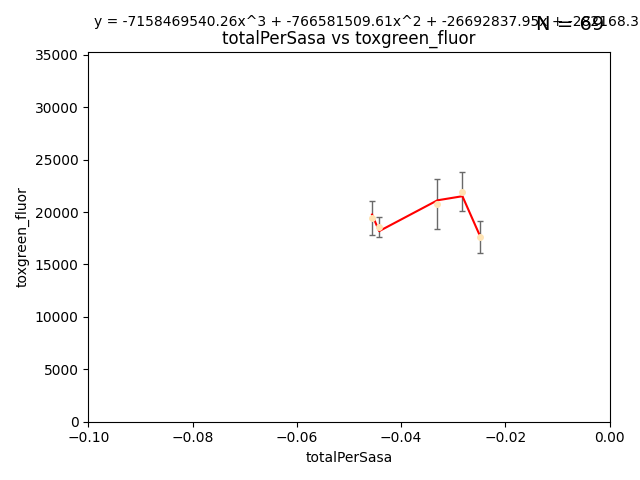 y = -7158469540.26x^3 + -766581509.61x^2 + -26692837.95x + 
N = 69
totalPerSasa vs toxgreen_fluor
35000
30000
25000
20000
15000
10000
5000
0
toxgreen_fluor
−0.10 −0.08 −0.06 −0.04 −0.02 0.00
totalPerSasa